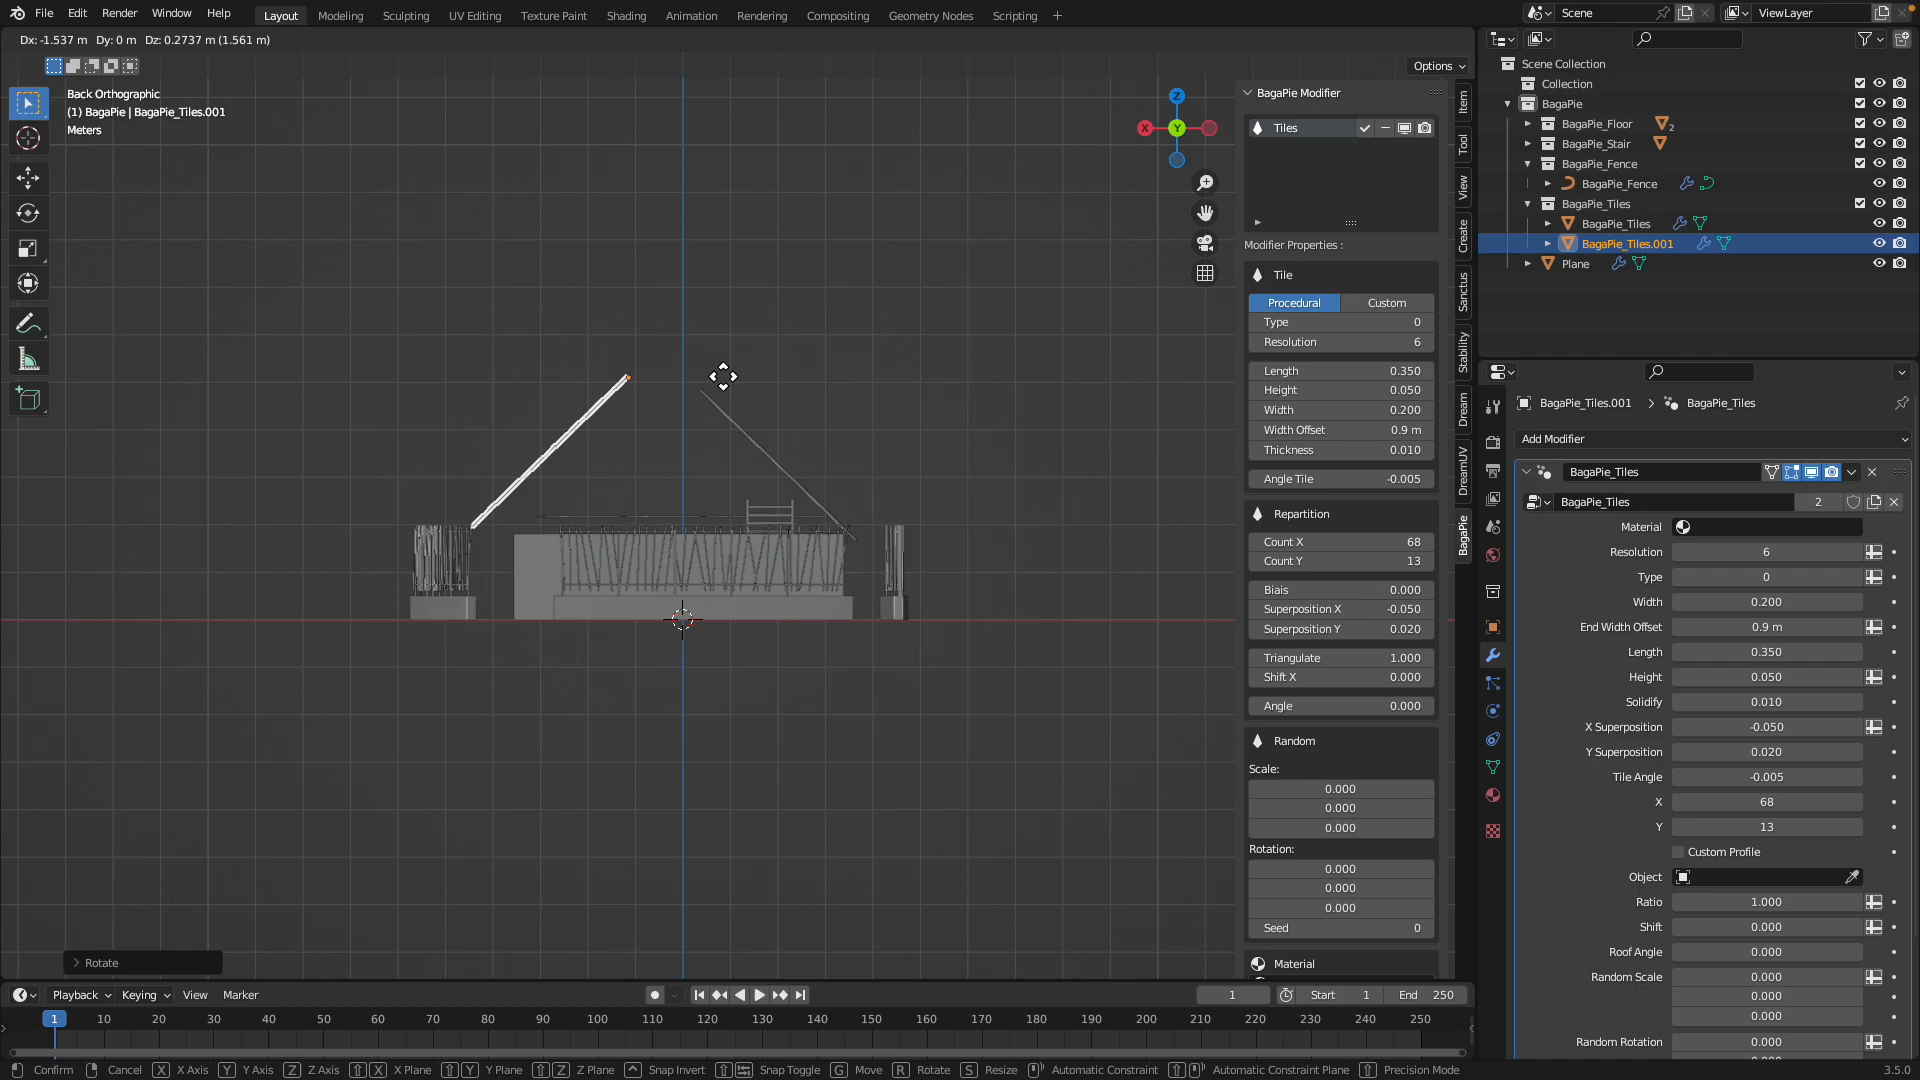 File Edit Render Window Help Layout Modeling Sculpting UV Editing Texture Paint Shading Animation Rendering Compositing Geometry Nodes Scripting + Scene ViewLayer
Dx: -1.537 m Dy: 0 m Dz: 0.2737 m (1.561 m)
Options
Back Orthographic
(1) BagaPie | BagaPie_Tiles.001
Meters
Z
X
Y
BagaPie Modifier
Tiles
Modifier Properties :
Tile
Procedural Custom
Type 0
Resolution 6
Length 0.350
Height 0.050
Width 0.200
Width Offset 0.9 m
Thickness 0.010
Angle Tile -0.005
Repartition
Count X 68
Count Y 13
Biais 0.000
Superposition X -0.050
Superposition Y 0.020
Triangulate 1.000
Shift X 0.000
Angle 0.000
Random
Scale:
0.000
0.000
0.000
Rotation:
0.000
0.000
0.000
Seed 0
Material
Item
Tool
View
Create
Sanctus
Stability
Dream
DreamUV
BagaPie
Scene Collection
Collection
BagaPie
BagaPie_Floor 2
BagaPie_Stair
BagaPie_Fence
BagaPie_Fence
BagaPie_Tiles
BagaPie_Tiles
BagaPie_Tiles.001
Plane
BagaPie_Tiles.001 BagaPie_Tiles
Add Modifier
BagaPie_Tiles
BagaPie_Tiles 2
Material
Resolution 6
Type 0
Width 0.200
End Width Offset 0.9 m
Length 0.350
Height 0.050
Solidify 0.010
X Superposition -0.050
Y Superposition 0.020
Tile Angle -0.005
X 68
Y 13
Custom Profile
Object
Ratio 1.000
Shift 0.000
Roof Angle 0.000
Random Scale 0.000
0.000
0.000
Random Rotation 0.000
Rotate
Playback Keying View Marker 1 Start 1 End 250
1 10 20 30 40 50 60 70 80 90 100 110 120 130 140 150 160 170 180 190 200 210 220 230 240 250
Confirm Cancel X X Axis Y Y Axis Z Z Axis X X Plane Y Y Plane Z Z Plane Snap Invert Snap Toggle G Move R Rotate S Resize Automatic Constraint Automatic Constraint Plane Precision Mode 3.5.0